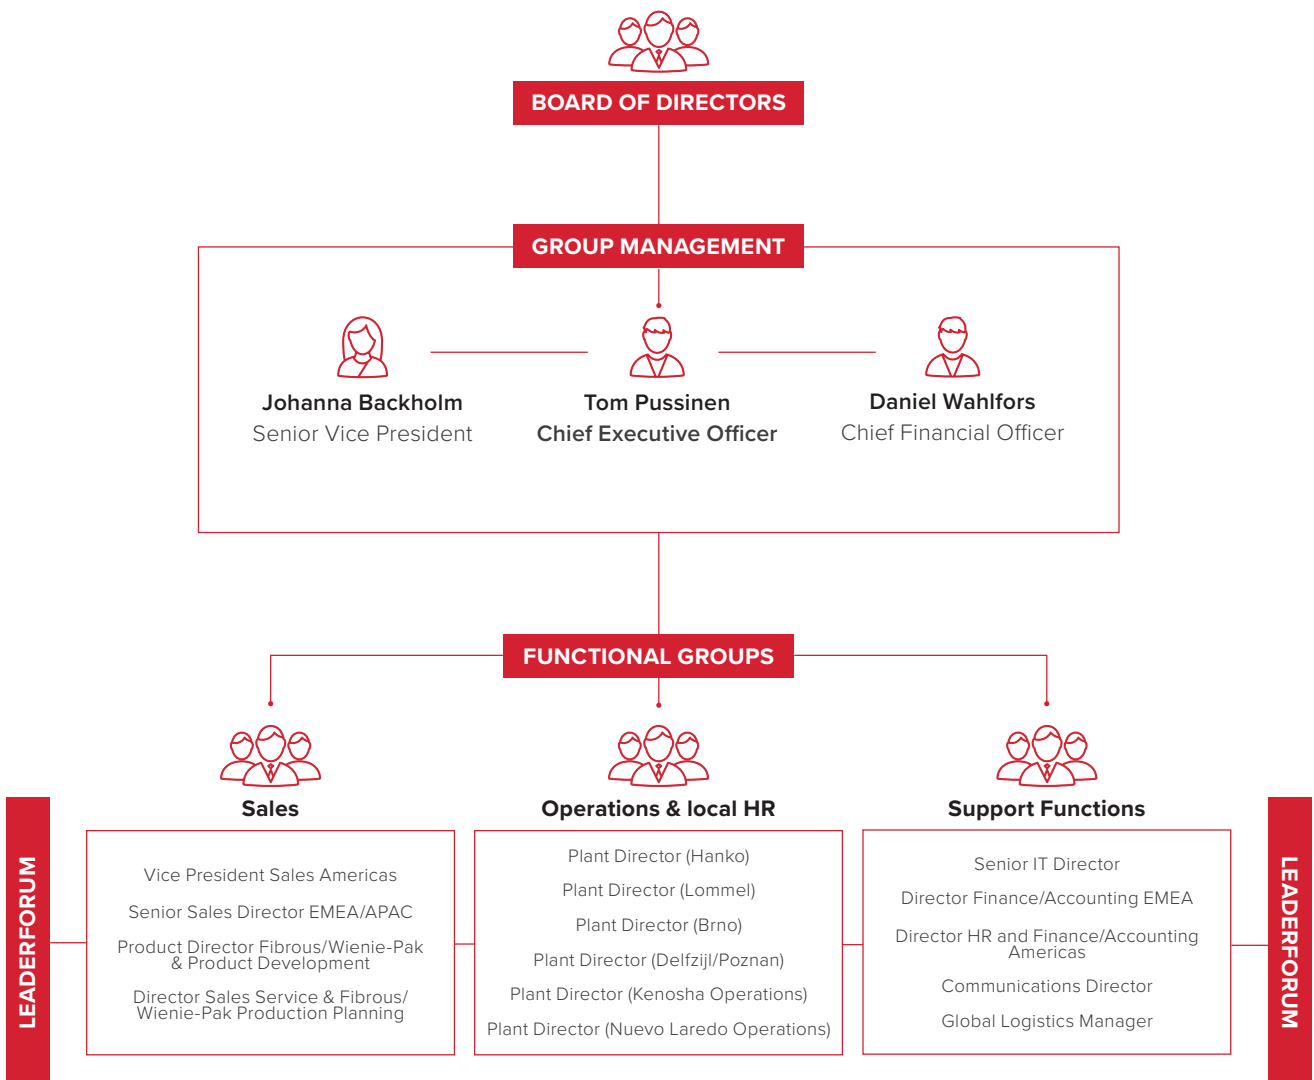 BOARD OF DIRECTORS
GROUP MANAGEMENT
Johanna Backholm
Senior Vice President
Tom Pussinen
Chief Executive Officer
Daniel Wahlfors
Chief Financial Officer
FUNCTIONAL GROUPS
LEADERFORUM
Sales
Vice President Sales Americas
Senior Sales Director EMEA/APAC
Product Director Fibrous/Wienie-Pak
& Product Development
Director Sales Service & Fibrous/
Wienie-Pak Production Planning
Operations & local HR
Plant Director (Hanko)
Plant Director (Lommel)
Plant Director (Brno)
Plant Director (Delfzijl/Poznan)
Plant Director (Kenosha Operations)
Plant Director (Nuevo Laredo Operations)
Support Functions
Senior IT Director
Director Finance/Accounting EMEA
Director HR and Finance/Accounting
Americas
Communications Director
Global Logistics Manager
LEADERFORUM